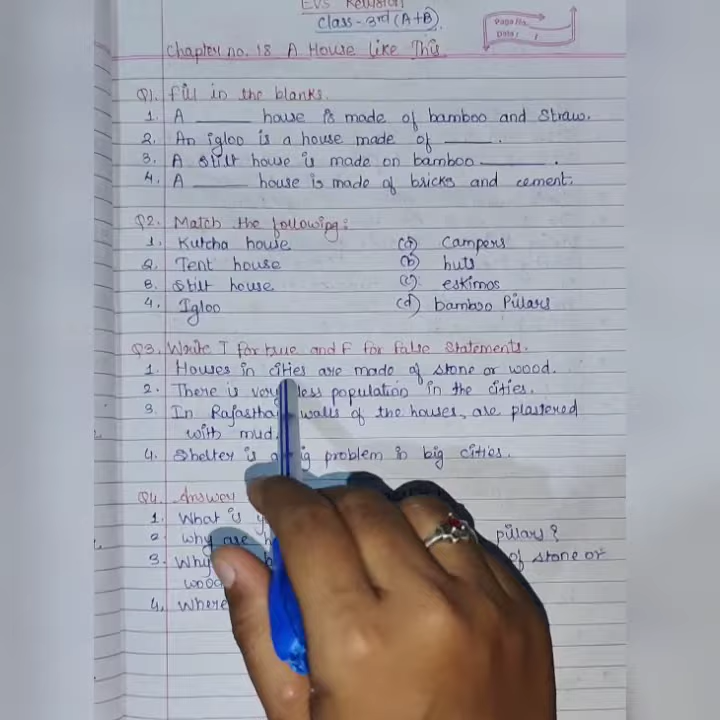 EVS Revision
Class-3rd (A+B)
Page No.
Date: / /
Chapter no. 18 A House Like This
Q1. Fill in the blanks.
1. A ______ house is made of bamboo and straw.
2. An igloo is a house made of ______.
3. A stilt house is made on bamboo ______.
4. A ______ house is made of bricks and cement.
Q2. Match the following:
1. Kutcha house (a) campers
2. Tent house (b) huts
3. Stilt house (c) eskimos
4. Igloo (d) bamboo Pillars
Q3. Write T for true and F for false Statements.
1. Houses in cities are made of stone or wood.
2. There is very less population in the cities.
3. In Rajasthan walls of the houses, are plastered
with mud.
4. Shelter is a big problem in big cities.
Q4. Answer
1. What is
2. Why are pillars?
3. Why of stone or
wood
4. Where